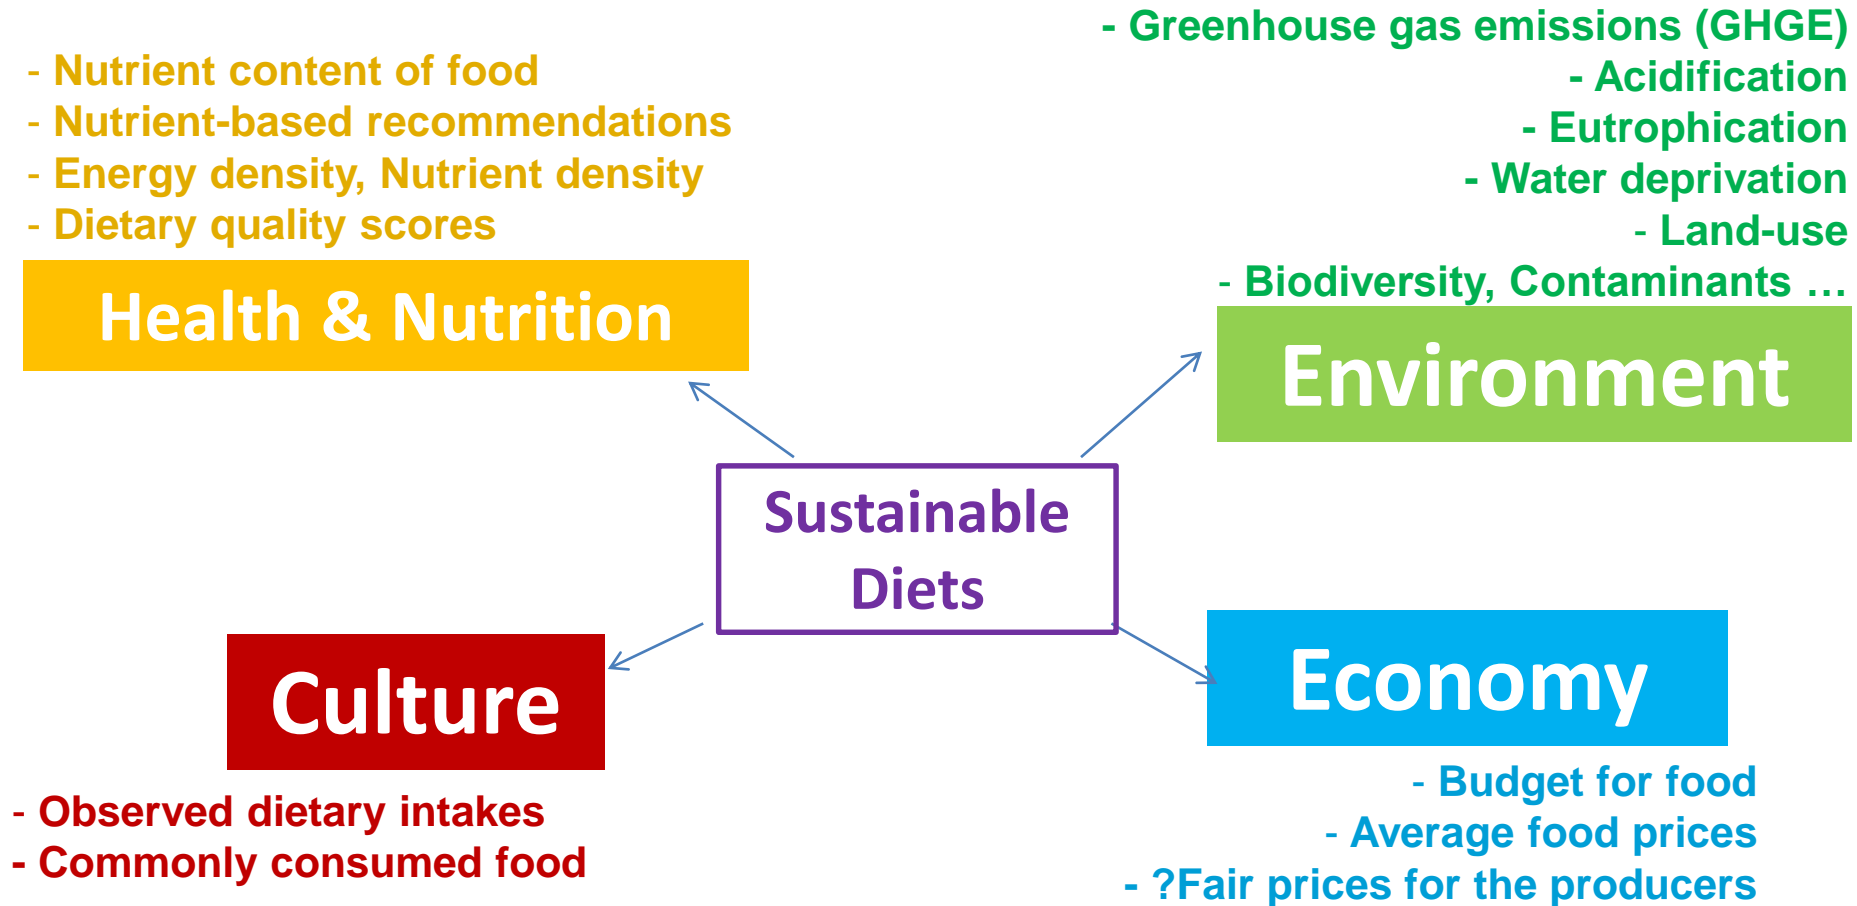 - Nutrient content of food
- Nutrient-based recommendations
- Energy density, Nutrient density
- Dietary quality scores
Health & Nutrition
- Greenhouse gas emissions (GHGE)
- Acidification
- Eutrophication
- Water deprivation
- Land-use
- Biodiversity, Contaminants …
Environment
Sustainable
Diets
Culture
- Observed dietary intakes
- Commonly consumed food
Economy
- Budget for food
- Average food prices
- ?Fair prices for the producers